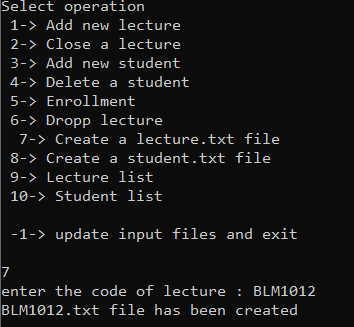 Select operation
1-> Add new lecture
2-> Close a lecture
3-> Add new student
4-> Delete a student
5-> Enrollment
6-> Dropp lecture
7-> Create a lecture.txt file
8-> Create a student.txt file
9-> Lecture list
10-> Student list
-1-> update input files and exit
7
enter the code of lecture : BLM1012
BLM1012.txt file has been created